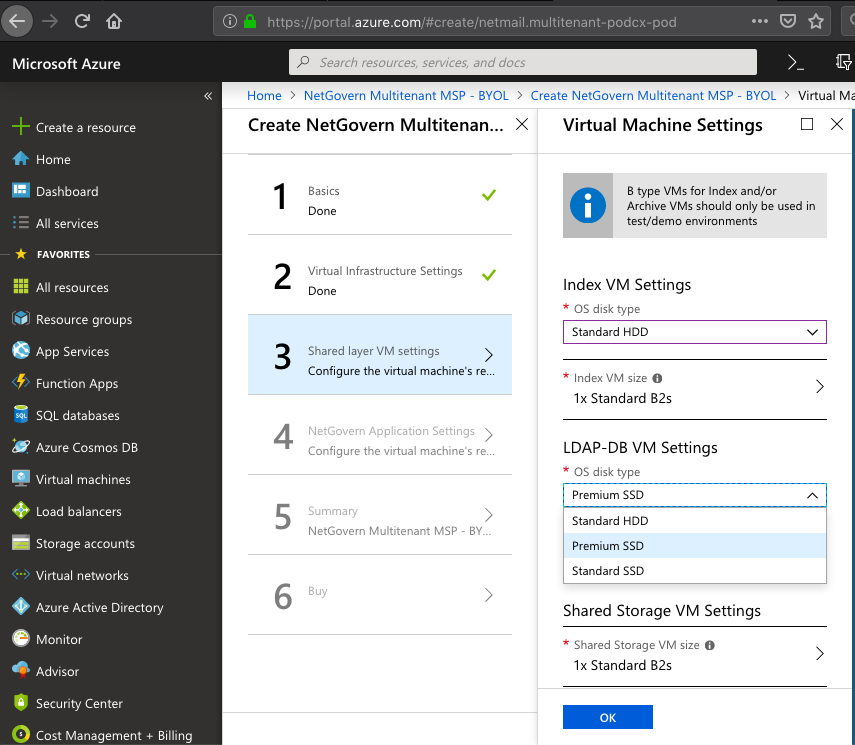 https://portal.azure.com/#create/netmail.multitenant-podcx-pod
Microsoft Azure
Search resources, services, and docs
Create a resource
Home
Dashboard
All services
FAVORITES
All resources
Resource groups
App Services
Function Apps
SQL databases
Azure Cosmos DB
Virtual machines
Load balancers
Storage accounts
Virtual networks
Azure Active Directory
Monitor
Advisor
Security Center
Cost Management + Billing
Home > NetGovern Multitenant MSP - BYOL > Create NetGovern Multitenant MSP - BYOL > Virtual Ma
Create NetGovern Multitenan...
1
Basics
Done
2
Virtual Infrastructure Settings
Done
3
Shared layer VM settings
Configure the virtual machine's re...
4
NetGovern Application Settings
Configure the virtual machine's re...
5
Summary
NetGovern Multitenant MSP - BY...
6
Buy
Virtual Machine Settings
B type VMs for Index and/or
Archive VMs should only be used in
test/demo environments
Index VM Settings
* OS disk type
Standard HDD
* Index VM size
1x Standard B2s
LDAP-DB VM Settings
* OS disk type
Premium SSD
Standard HDD
Premium SSD
Standard SSD
Shared Storage VM Settings
* Shared Storage VM size
1x Standard B2s
OK